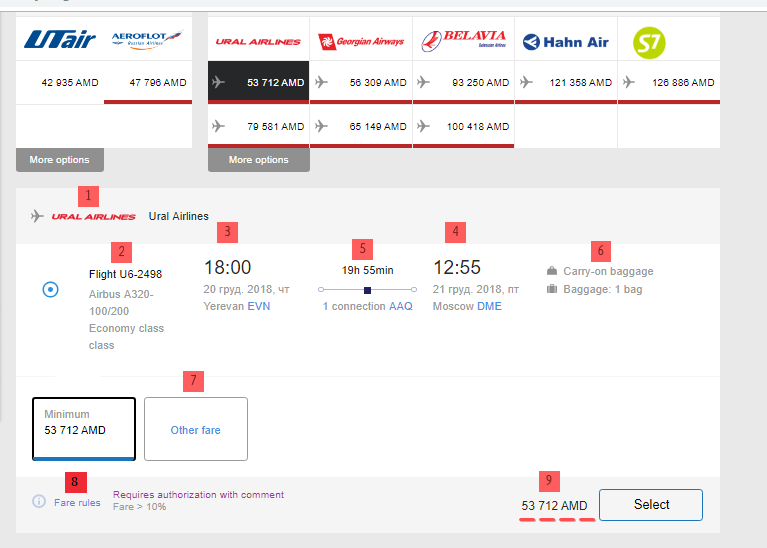 UTair AEROFLOT Russian Airlines URAL AIRLINES Georgian Airways BELAVIA Belarusian Airlines Hahn Air S7
42 935 AMD 47 796 AMD 53 712 AMD 56 309 AMD 93 250 AMD 121 358 AMD 126 886 AMD
79 581 AMD 65 149 AMD 100 418 AMD
More options More options
1
URAL AIRLINES Ural Airlines
2 3 4 5 6
Flight U6-2498 18:00 19h 55min 12:55 Carry-on baggage
Airbus A320- 20 груд. 2018, чт 21 груд. 2018, пт Baggage: 1 bag
100/200 Yerevan EVN 1 connection AAQ Moscow DME
Economy class
class
7
Minimum
53 712 AMD Other fare
8 9
Fare rules Requires authorization with comment 53 712 AMD Select
Fare > 10%